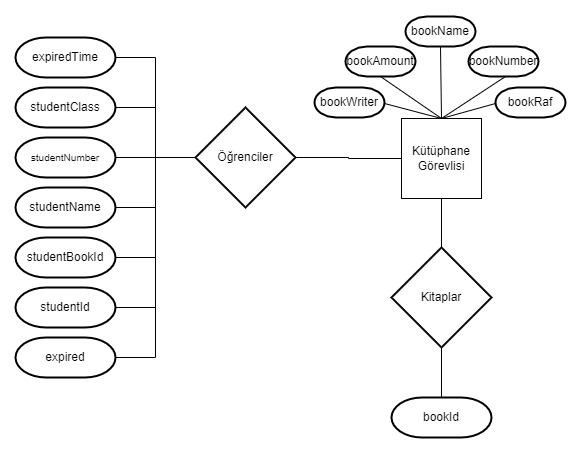 bookName
expiredTime
bookAmount
bookNumber
studentClass
bookWriter
bookRaf
studentNumber
Öğrenciler
Kütüphane
Görevlisi
studentName
studentBookId
studentId
Kitaplar
expired
bookId